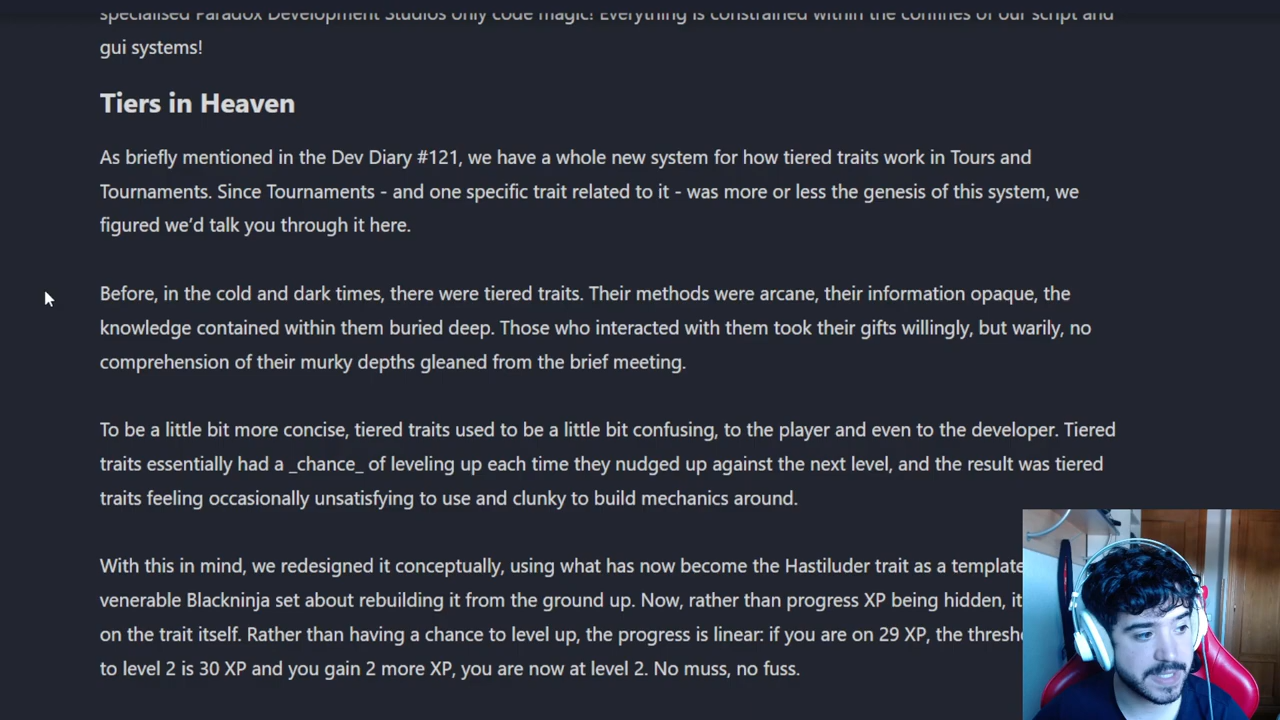 specialised Paradox Development Studios only code magic! Everything is constrained within the confines of our script and
gui systems!
Tiers in Heaven
As briefly mentioned in the Dev Diary #121, we have a whole new system for how tiered traits work in Tours and
Tournaments. Since Tournaments - and one specific trait related to it - was more or less the genesis of this system, we
figured we'd talk you through it here.
Before, in the cold and dark times, there were tiered traits. Their methods were arcane, their information opaque, the
knowledge contained within them buried deep. Those who interacted with them took their gifts willingly, but warily, no
comprehension of their murky depths gleaned from the brief meeting.
To be a little bit more concise, tiered traits used to be a little bit confusing, to the player and even to the developer. Tiered
traits essentially had a _chance_ of leveling up each time they nudged up against the next level, and the result was tiered
traits feeling occasionally unsatisfying to use and clunky to build mechanics around.
With this in mind, we redesigned it conceptually, using what has now become the Hastiluder trait as a template
venerable Blackninja set about rebuilding it from the ground up. Now, rather than progress XP being hidden, it
on the trait itself. Rather than having a chance to level up, the progress is linear: if you are on 29 XP, the
to level 2 is 30 XP and you gain 2 more XP, you are now at level 2. No muss, no fuss.